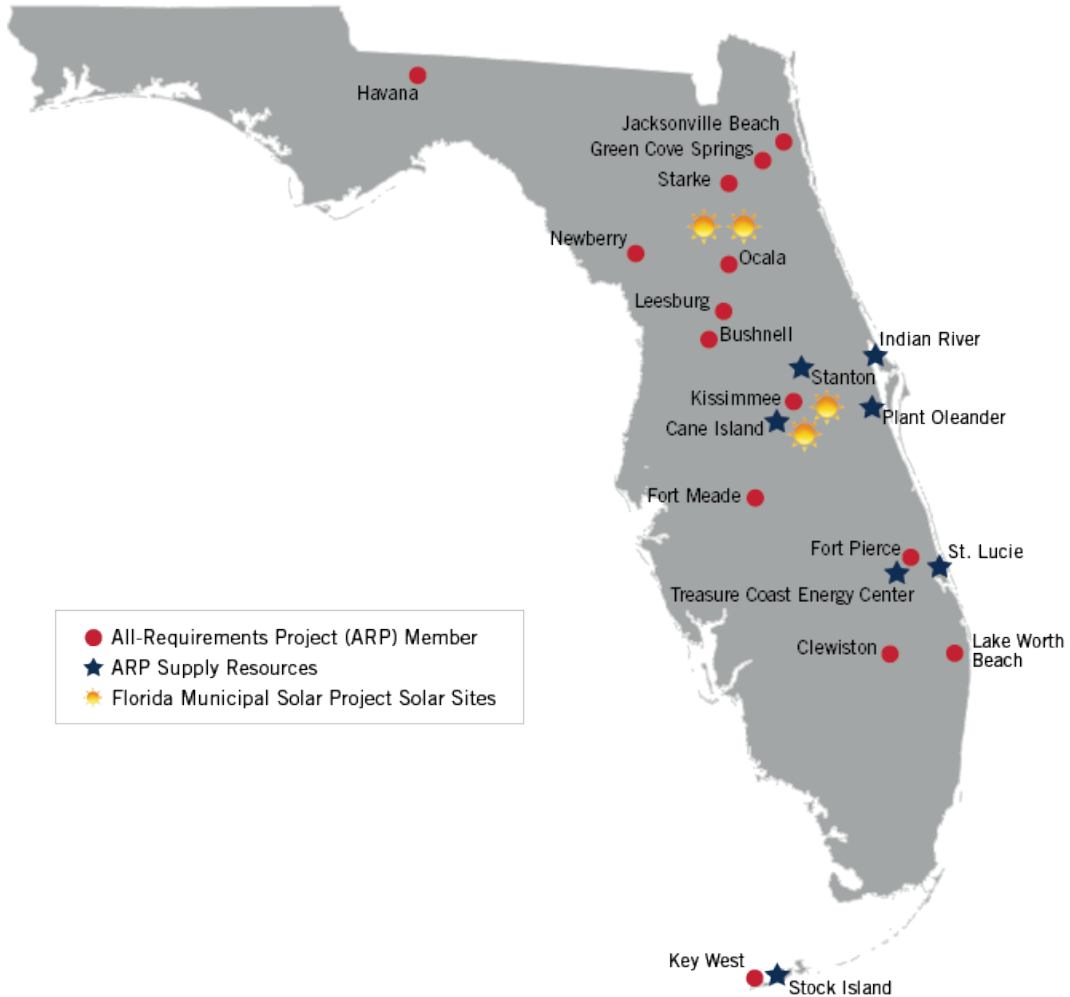 Havana
Jacksonville Beach
Green Cove Springs
Starke
Newberry
Ocala
Leesburg
Bushnell
Indian River
Stanton
Kissimmee
Plant Oleander
Cane Island
Fort Meade
Fort Pierce
St. Lucie
Treasure Coast Energy Center
All-Requirements Project (ARP) Member
ARP Supply Resources
Florida Municipal Solar Project Solar Sites
Clewiston
Lake Worth
Beach
Key West
Stock Island